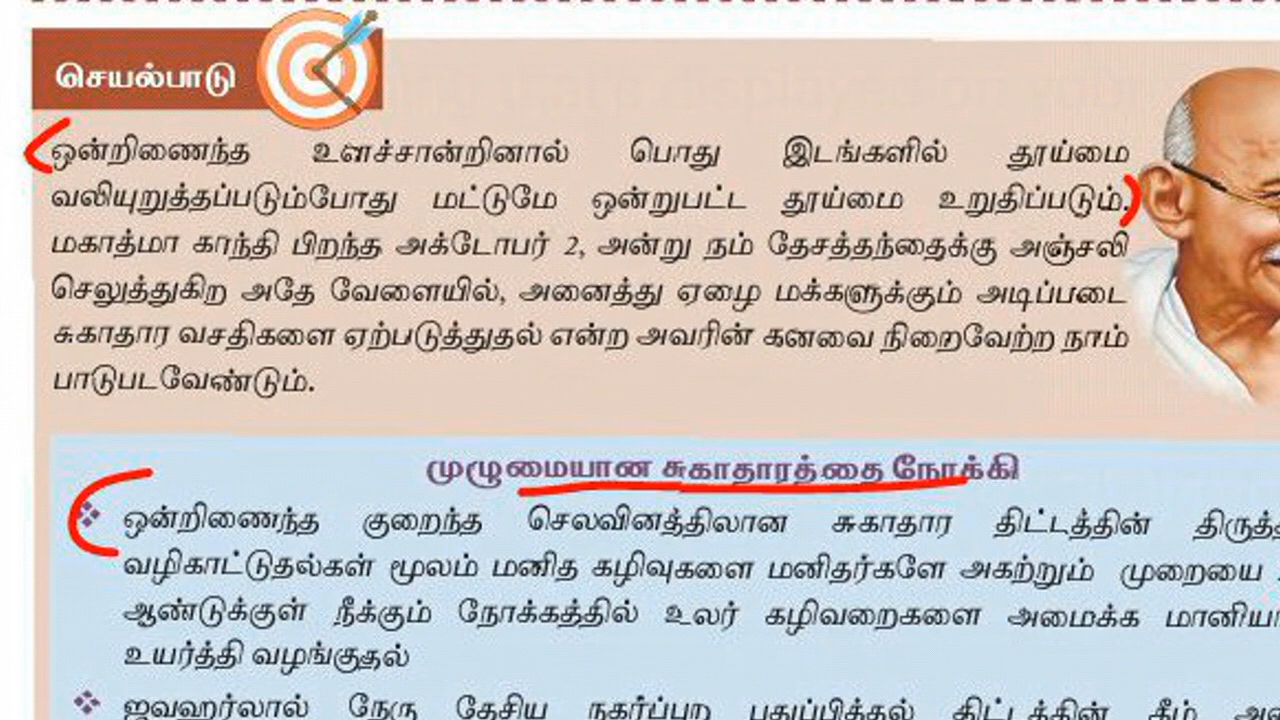 செயல்பாடு
ஒன்றிணைந்த உளச்சான்றினால் பொது இடங்களில் தூய்மை
வலியுறுத்தப்படும்போது மட்டுமே ஒன்றுபட்ட தூய்மை உறுதிப்படும்.
மகாத்மா காந்தி பிறந்த அக்டோபர் 2, அன்று நம் தேசத்தந்தைக்கு அஞ்சலி
செலுத்துகிற அதே வேளையில், அனைத்து ஏழை மக்களுக்கும் அடிப்படை
சுகாதார வசதிகளை ஏற்படுத்துதல் என்ற அவரின் கனவை நிறைவேற்ற நாம்
பாடுபடவேண்டும்.
முழுமையான சுகாதாரத்தை நோக்கி
❖ ஒன்றிணைந்த குறைந்த செலவினத்திலான சுகாதார திட்டத்தின்
வழிகாட்டுதல்கள் மூலம் மனித கழிவுகளை மனிதர்களே அகற்றும் முறையை
ஆண்டுக்குள் நீக்கும் நோக்கத்தில் உலர் கழிவறைகளை அமைக்க
உயர்த்தி வழங்குதல்
❖ ஜவஹர்லால் நேரு தேசிய நகர்ப்புற புதுப்பித்தல் திட்டத்தின் கீழ்